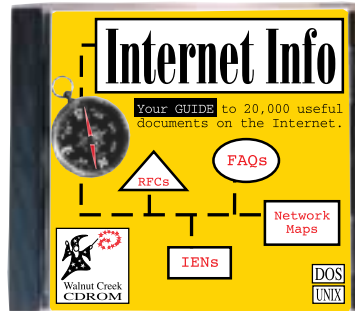 Internet Info
Your GUIDE to 20,000 useful
documents on the Internet.
FAQs
RFCs
Network
Maps
IENs
Walnut Creek
CDROM
DOS
UNIX